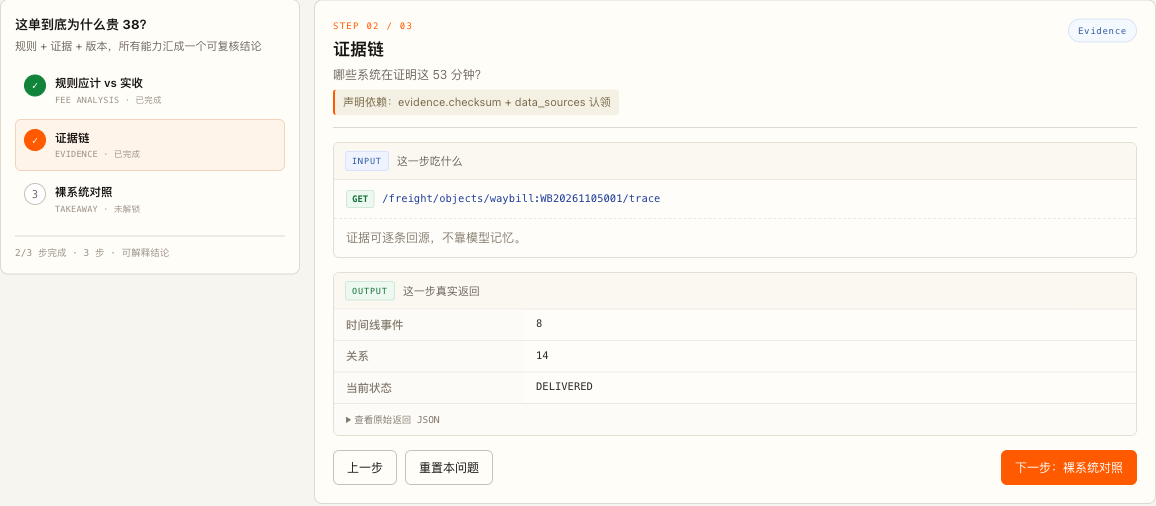 这单到底为什么贵 38?
规则 + 证据 + 版本，所有能力汇成一个可复核结论
✓
规则应计 vs 实收
FEE ANALYSIS · 已完成
✓
证据链
EVIDENCE · 已完成
3
裸系统对照
TAKEAWAY · 未解锁
2/3 步完成 · 3 步 · 可解释结论
STEP 02 / 03
Evidence
证据链
哪些系统在证明这 53 分钟?
声明依赖：evidence.checksum + data_sources 认领
INPUT 这一步吃什么
GET /freight/objects/waybill:WB20261105001/trace
证据可逐条回源，不靠模型记忆。
OUTPUT 这一步真实返回
时间线事件 8
关系 14
当前状态 DELIVERED
▶ 查看原始返回 JSON
上一步 重置本问题 下一步：裸系统对照